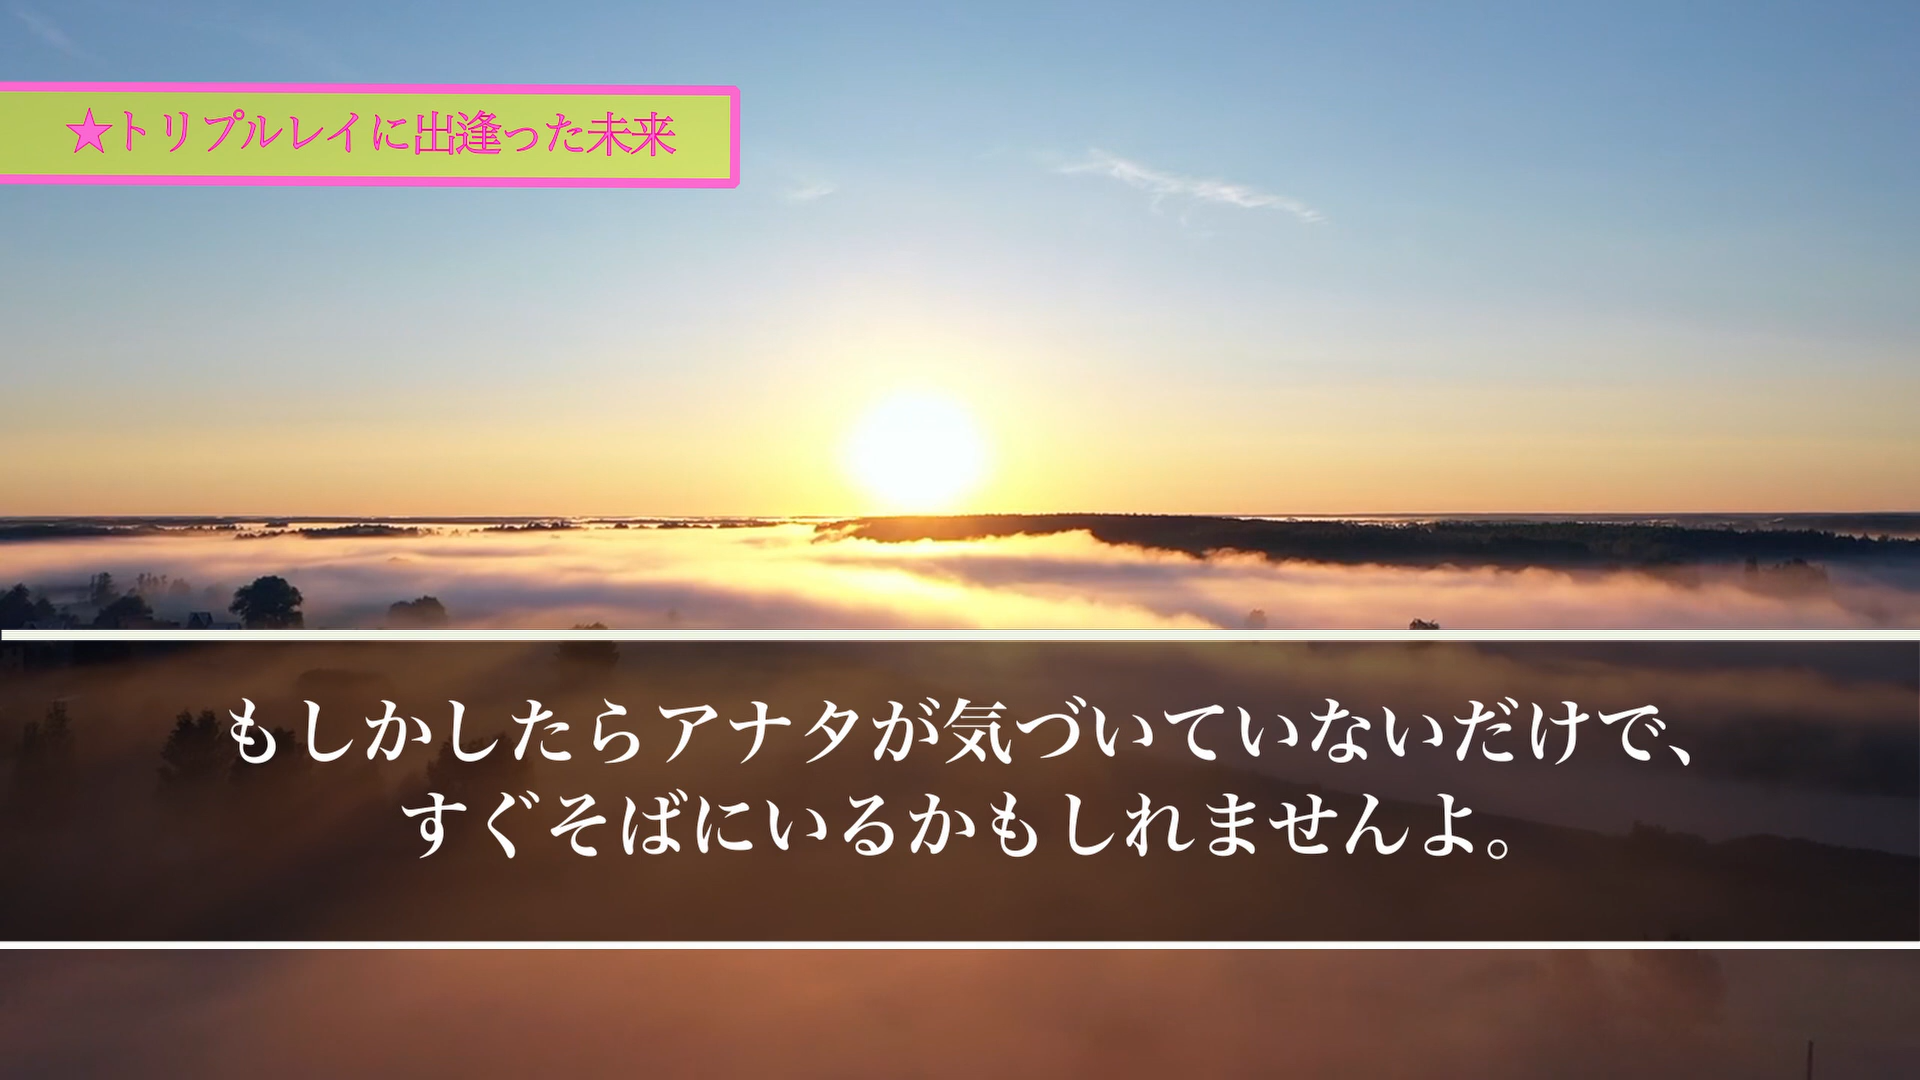 ★トリプルレイに出逢った未来
もしかしたらアナタが気づいていないだけで、
すぐそばにいるかもしれませんよ。